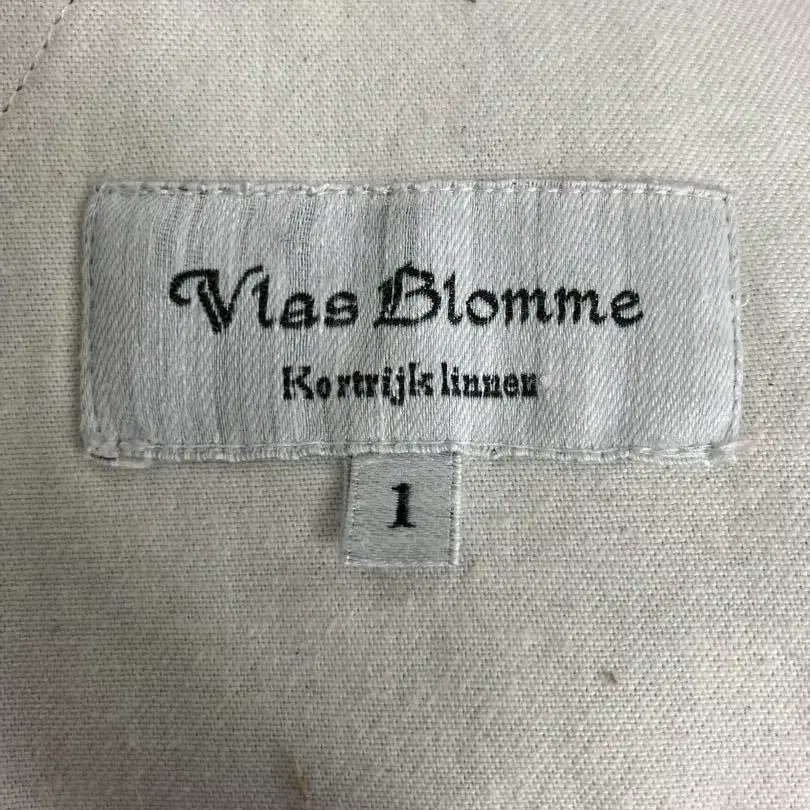 Vlas Blomme
Kortrijk linnen
1